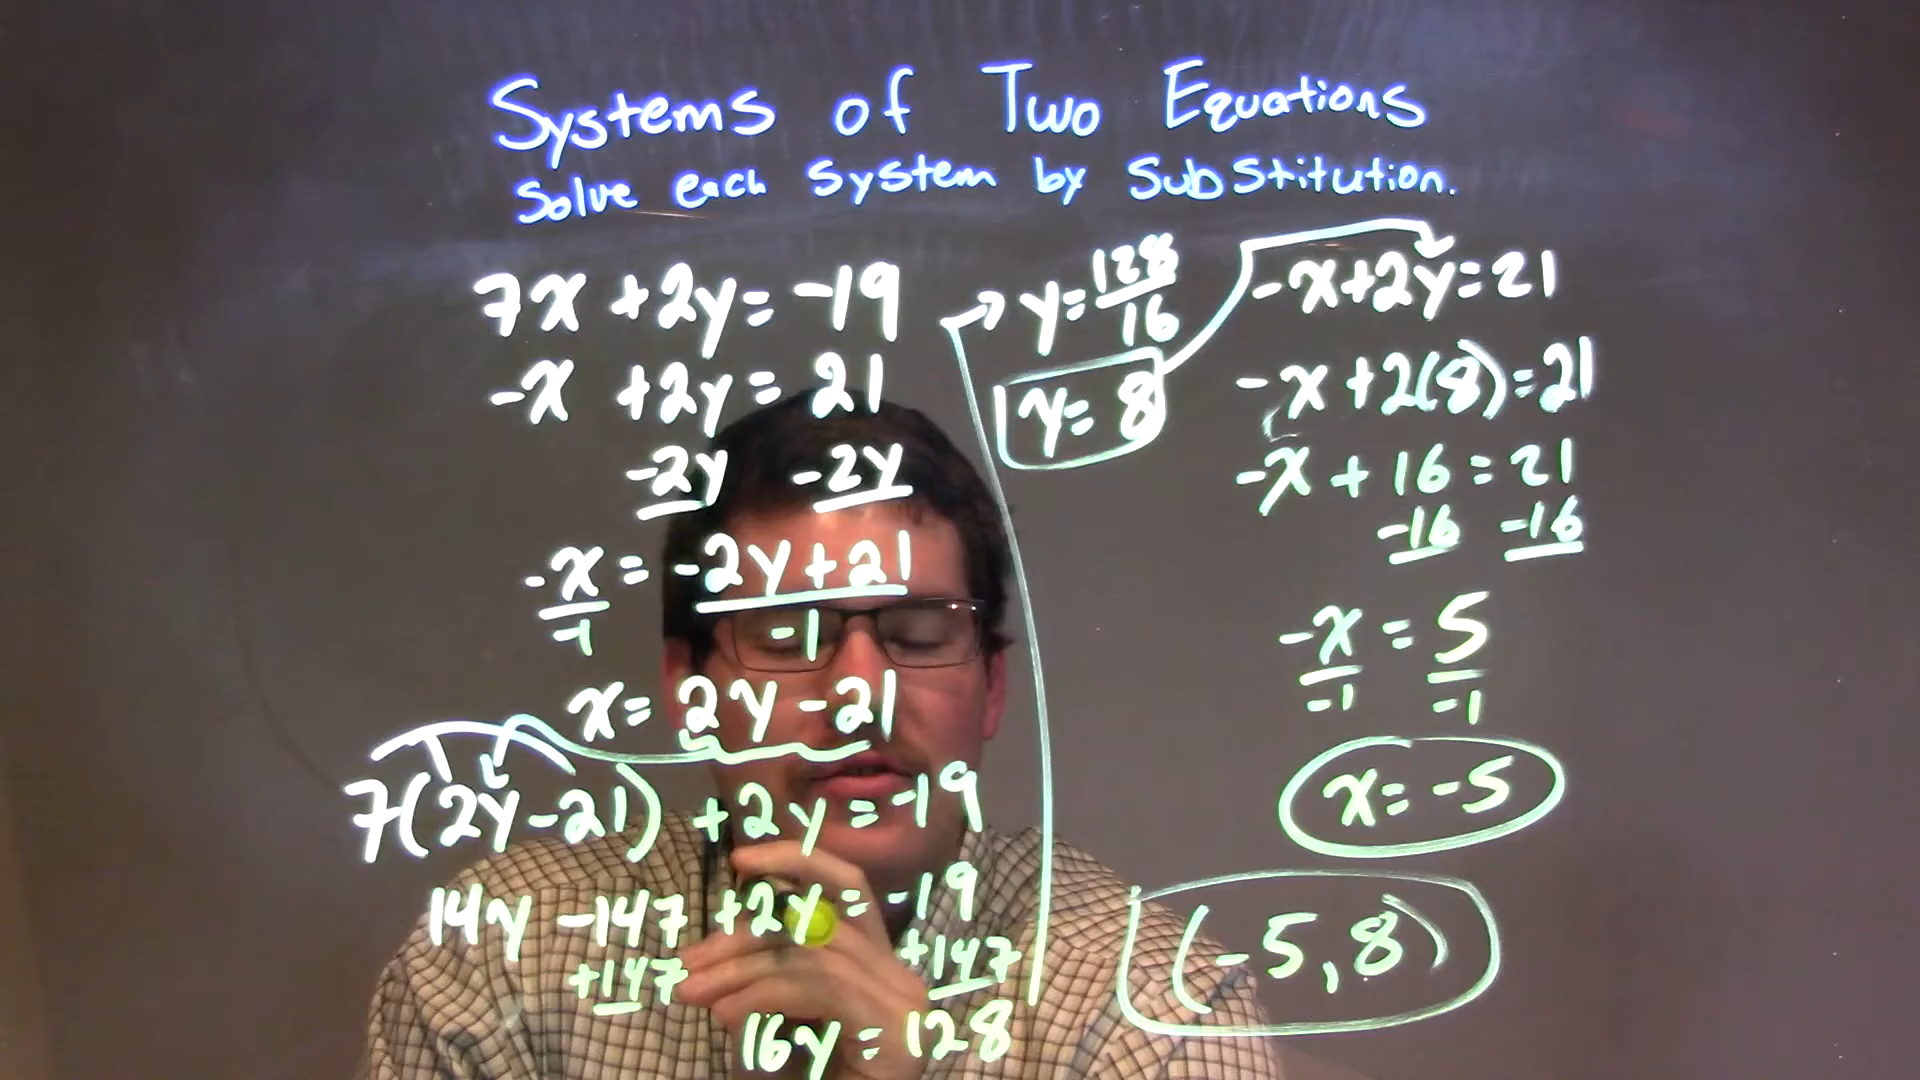 Systems of Two Equations
Solve each system by substitution.
7x + 2y = -19
-x + 2y = 21
-2y -2y
-x = -2y + 21
-1 -1
x = 2y - 21
7(2y - 21) + 2y = -19
14y - 147 + 2y = -19
+147 +147
16y = 128
y = 128
16
y = 8
-x + 2y = 21
-x + 2(8) = 21
-x + 16 = 21
-16 -16
-x = 5
-1 -1
x = -5
(-5, 8)